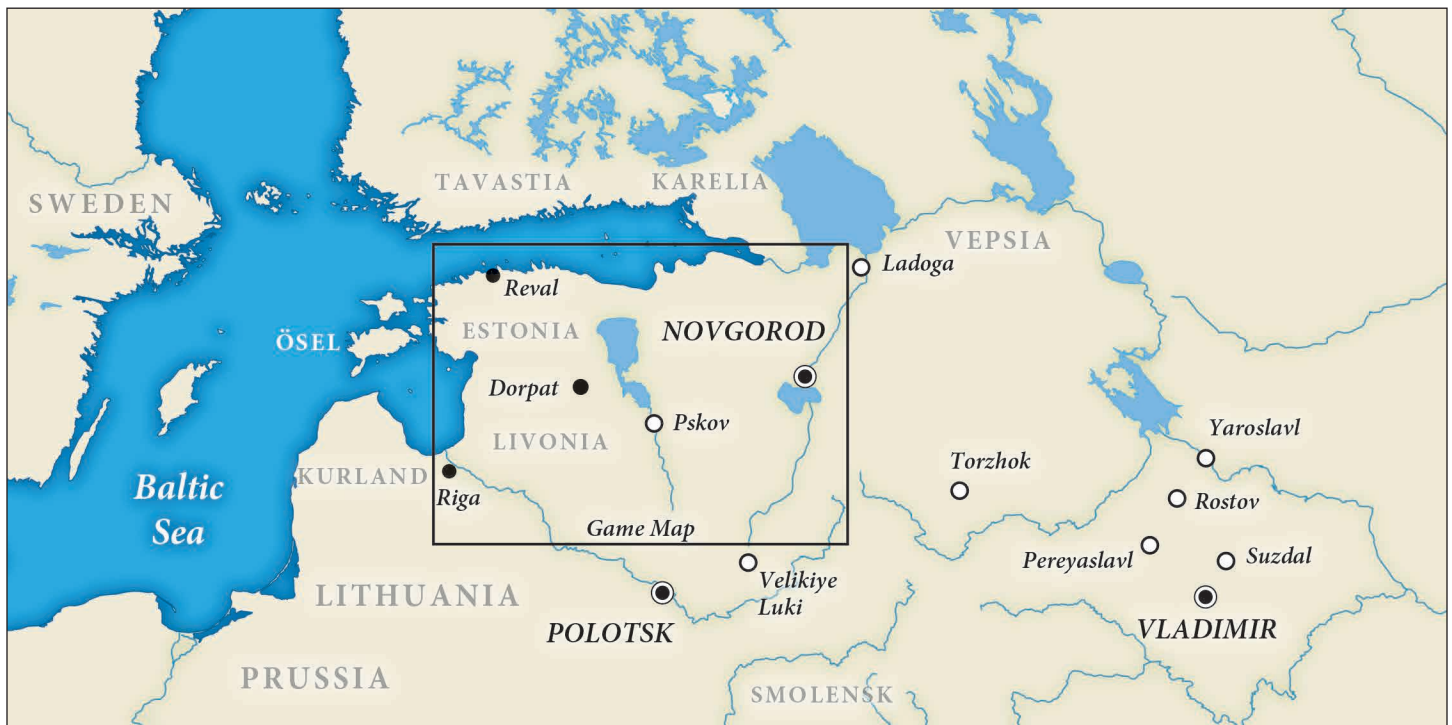 TAVASTIA
KARELIA
SWEDEN
VEPSIA
Ladoga
Reval
ESTONIA
NOVGOROD
ÖSEL
Dorpat
Pskov
LIVONIA
Yaroslavl
KURLAND
Torzhok
Riga
Baltic
Sea
Rostov
Game Map
Pereyaslavl
Suzdal
Velikiye
Luki
LITHUANIA
POLOTSK
VLADIMIR
PRUSSIA
SMOLENSK